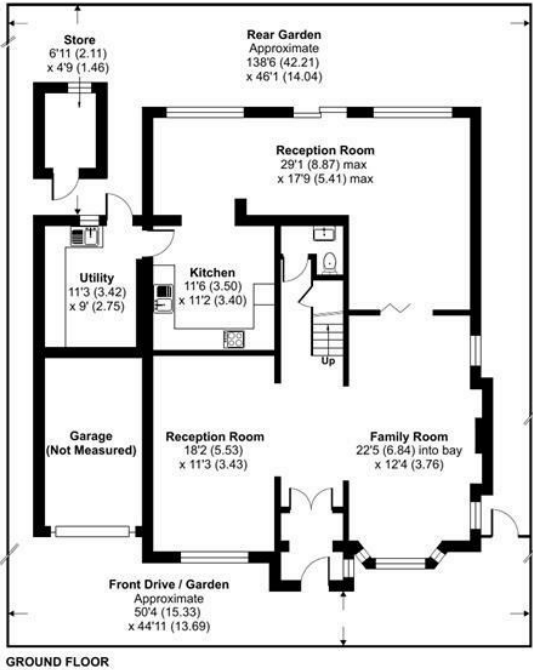 Store
6'11 (2.11)
x 4'9 (1.46)
Rear Garden
Approximate
138'6 (42.21)
x 46'1 (14.04)
Reception Room
29'1 (8.87) max
x 17'9 (5.41) max
Utility
11'3 (3.42)
x 9' (2.75)
Kitchen
11'6 (3.50)
x 11'2 (3.40)
Up
Garage
(Not Measured)
Reception Room
18'2 (5.53)
x 11'3 (3.43)
Family Room
22'5 (6.84) into bay
x 12'4 (3.76)
Front Drive / Garden
Approximate
50'4 (15.33)
x 44'11 (13.69)
GROUND FLOOR